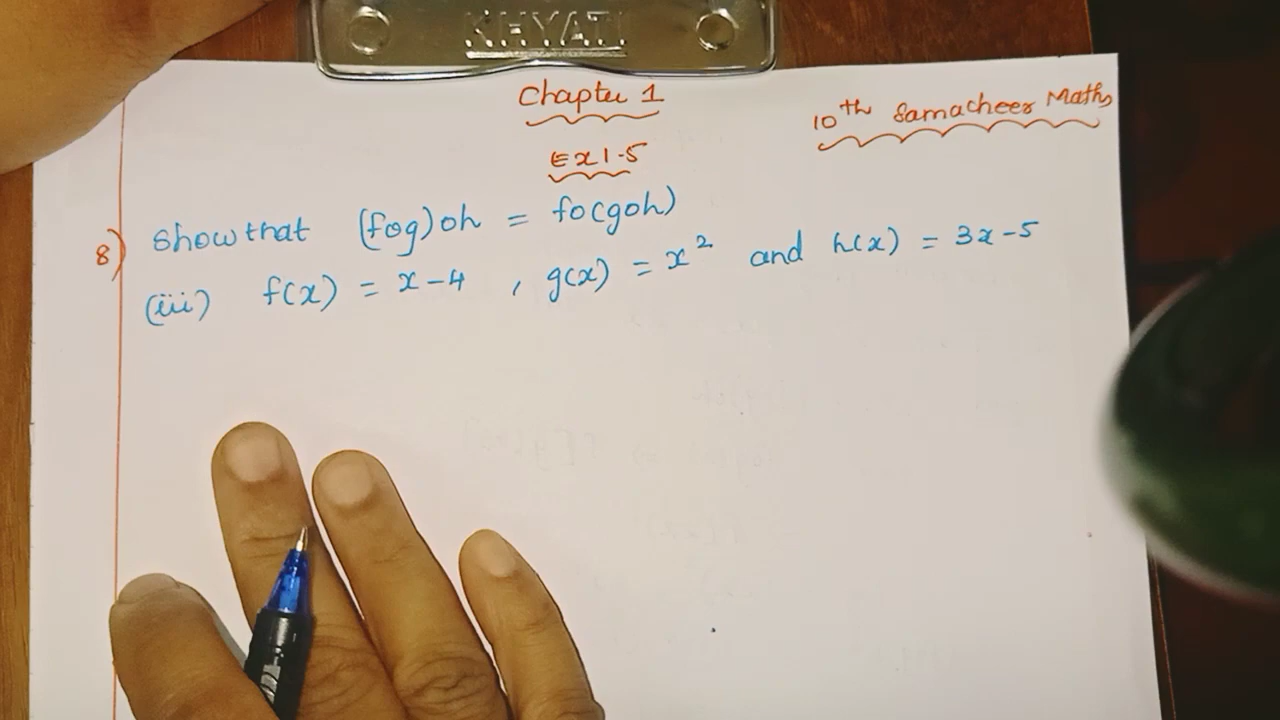 KHYATI
Chapter 1
10th Samacheer Maths
Ex 1.5
8) Show that (fog)oh = fo(goh)
(iii) f(x) = x-4 , g(x) = x² and h(x) = 3x-5